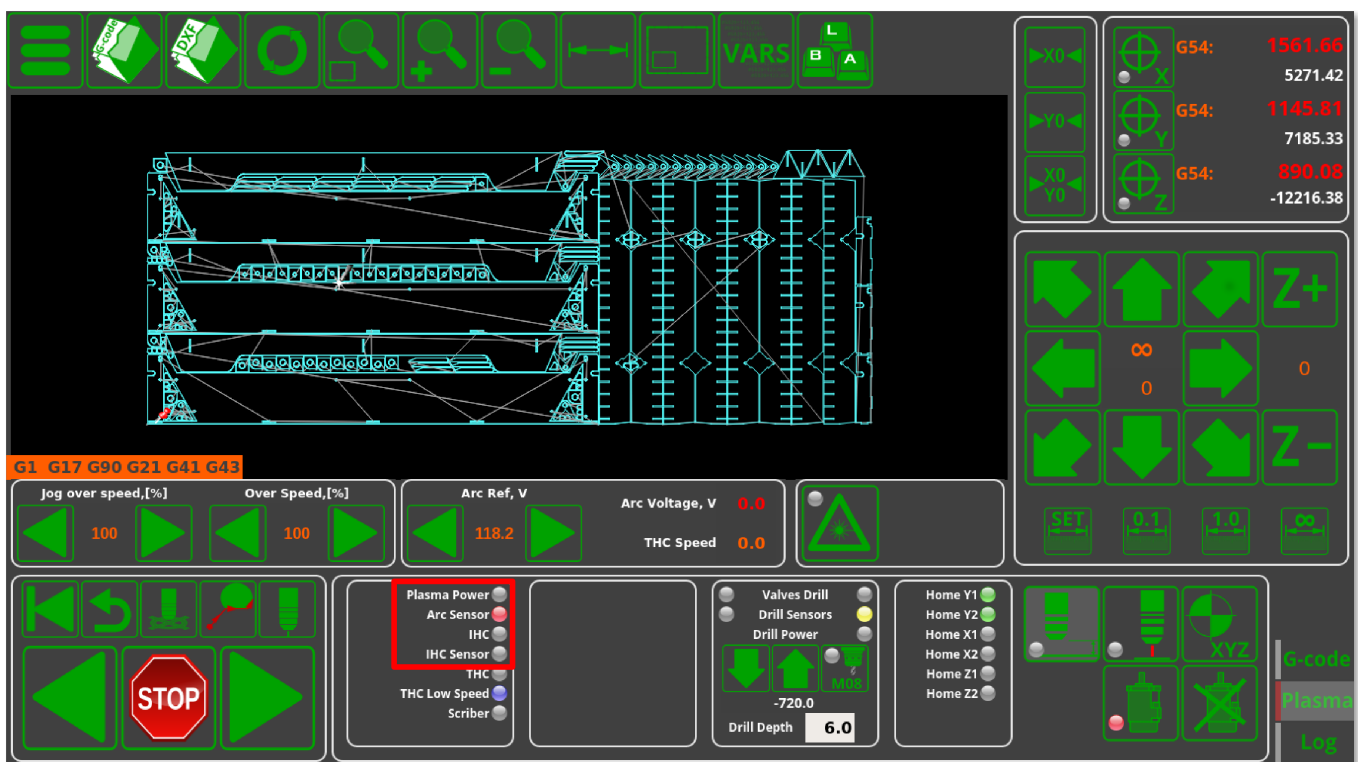 G-code
DXF
VARS
L
B A
X0
Y0
X0
Y0
X
G54: 1561.66
5271.42
Y
G54: 1145.81
7185.33
Z
G54: 890.08
-12216.38
G1 G17 G90 G21 G41 G43
Z+
∞
0
0
Z-
SET 0.1 1.0 ∞
Jog over speed,[%] Over Speed,[%]
100 100
Arc Ref, V
118.2
Arc Voltage, V 0.0
THC Speed 0.0
STOP
Plasma Power
Arc Sensor
IHC
IHC Sensor
THC
THC Low Speed
Scriber
Valves Drill
Drill Sensors
Drill Power
M08
-720.0
Drill Depth 6.0
Home Y1
Home Y2
Home X1
Home X2
Home Z1
Home Z2
XYZ
G-code
Plasma
Log